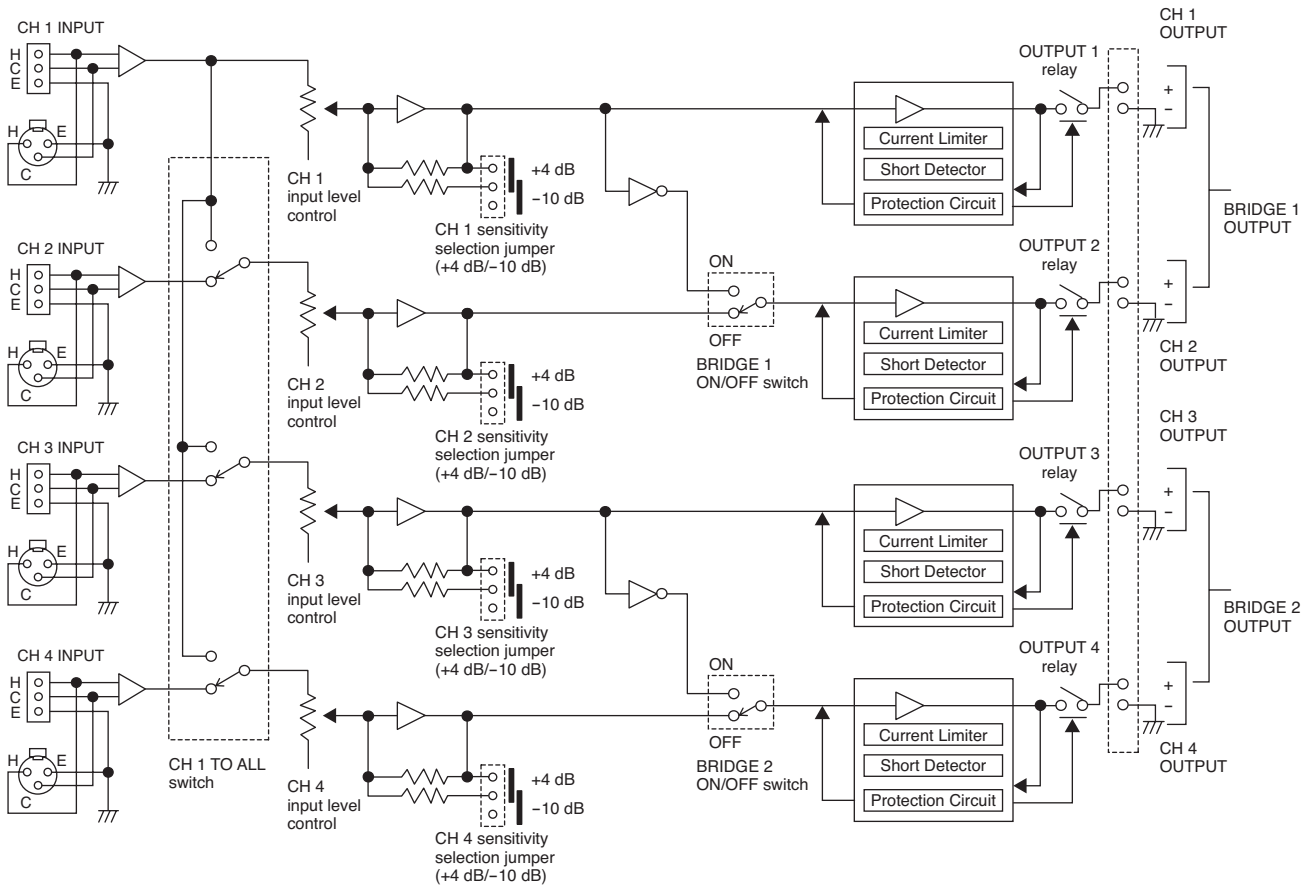 CH 1 INPUT
H
C
E
H
E
C
CH 1
input level
control
+4 dB
−10 dB
CH 1 sensitivity
selection jumper
(+4 dB/−10 dB)
Current Limiter
Short Detector
Protection Circuit
OUTPUT 1
relay
CH 1
OUTPUT
+
−
BRIDGE 1
OUTPUT
CH 2 INPUT
H
C
E
H
E
C
CH 2
input level
control
+4 dB
−10 dB
CH 2 sensitivity
selection jumper
(+4 dB/−10 dB)
ON
OFF
BRIDGE 1
ON/OFF switch
Current Limiter
Short Detector
Protection Circuit
OUTPUT 2
relay
+
−
CH 2
OUTPUT
CH 3 INPUT
H
C
E
H
E
C
CH 3
input level
control
+4 dB
−10 dB
CH 3 sensitivity
selection jumper
(+4 dB/−10 dB)
Current Limiter
Short Detector
Protection Circuit
OUTPUT 3
relay
CH 3
OUTPUT
+
−
BRIDGE 2
OUTPUT
CH 4 INPUT
H
C
E
H
E
C
CH 1 TO ALL
switch
CH 4
input level
control
+4 dB
−10 dB
CH 4 sensitivity
selection jumper
(+4 dB/−10 dB)
ON
OFF
BRIDGE 2
ON/OFF switch
Current Limiter
Short Detector
Protection Circuit
OUTPUT 4
relay
+
−
CH 4
OUTPUT